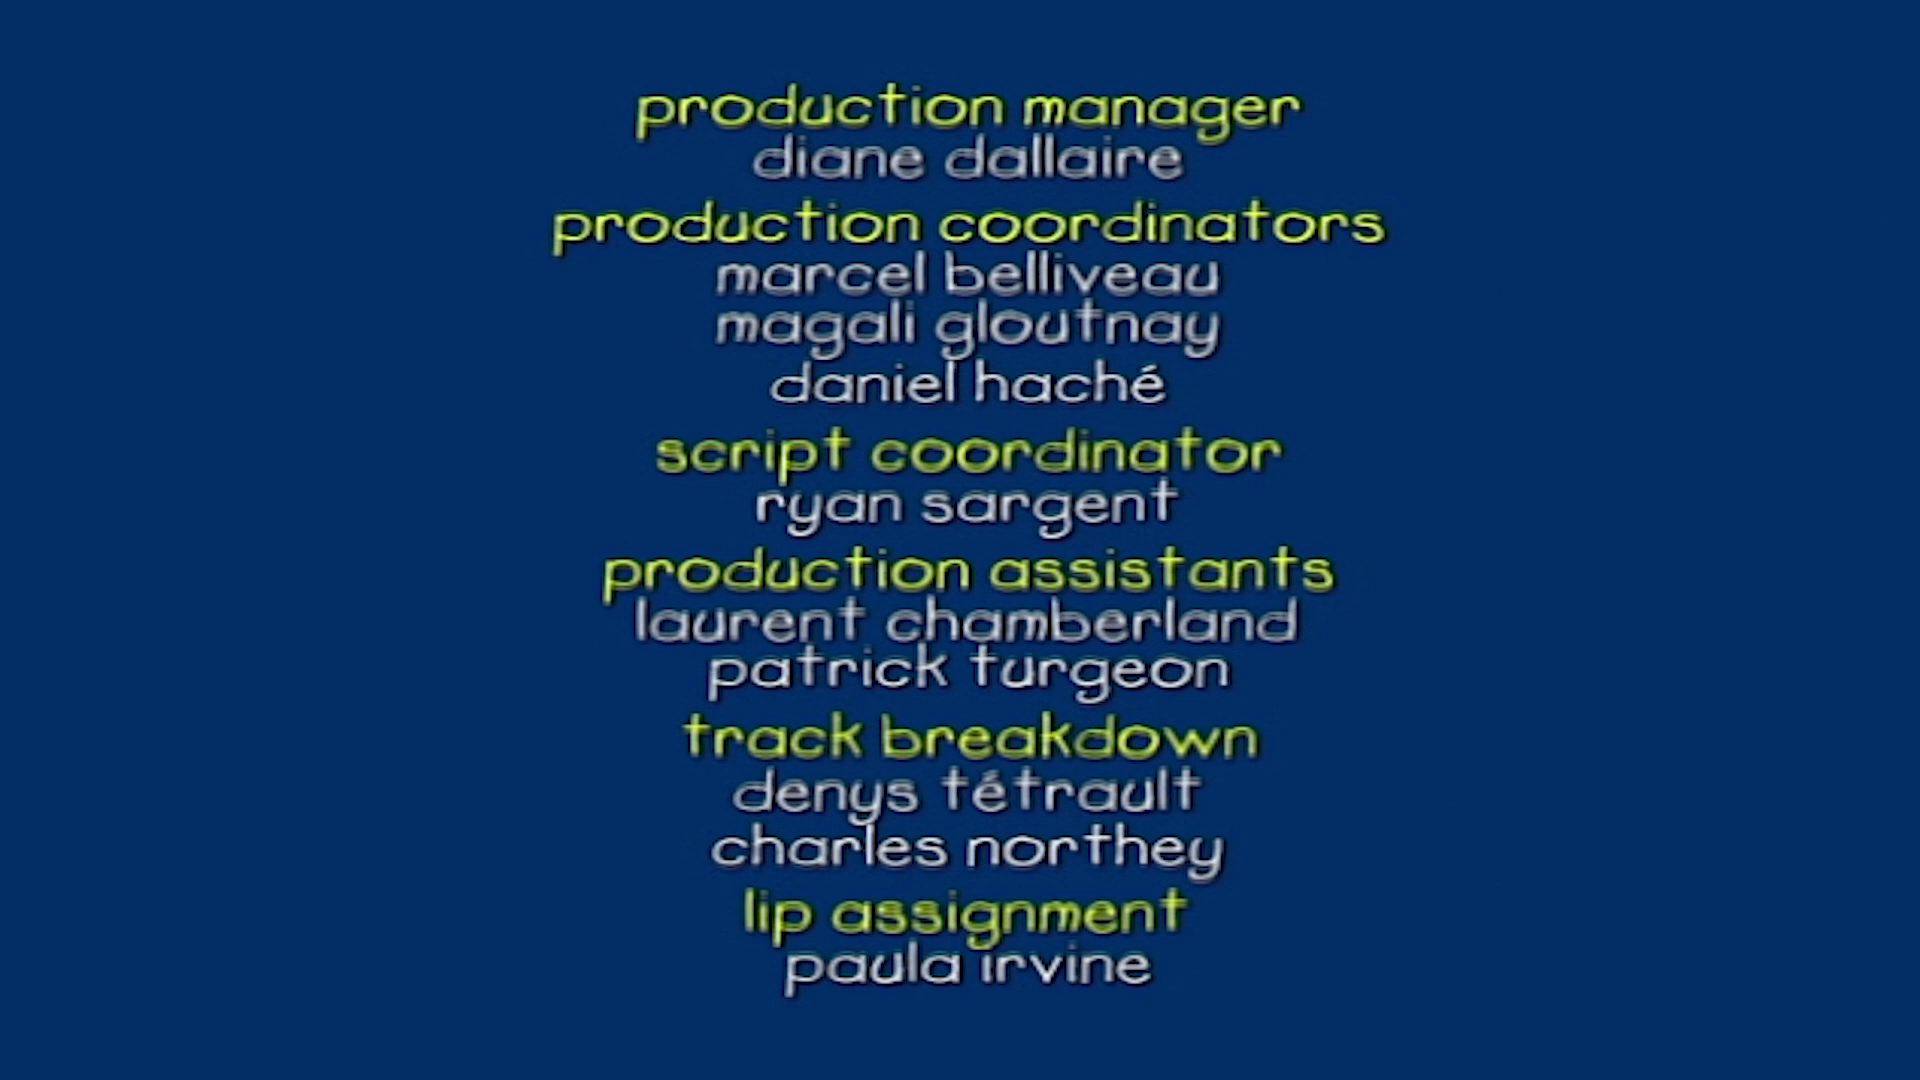 production manager
diane dallaire
production coordinators
marcel belliveau
magali gloutnay
daniel haché
script coordinator
ryan sargent
production assistants
laurent chamberland
patrick turgeon
track breakdown
denys tétrault
charles northey
lip assignment
paula irvine